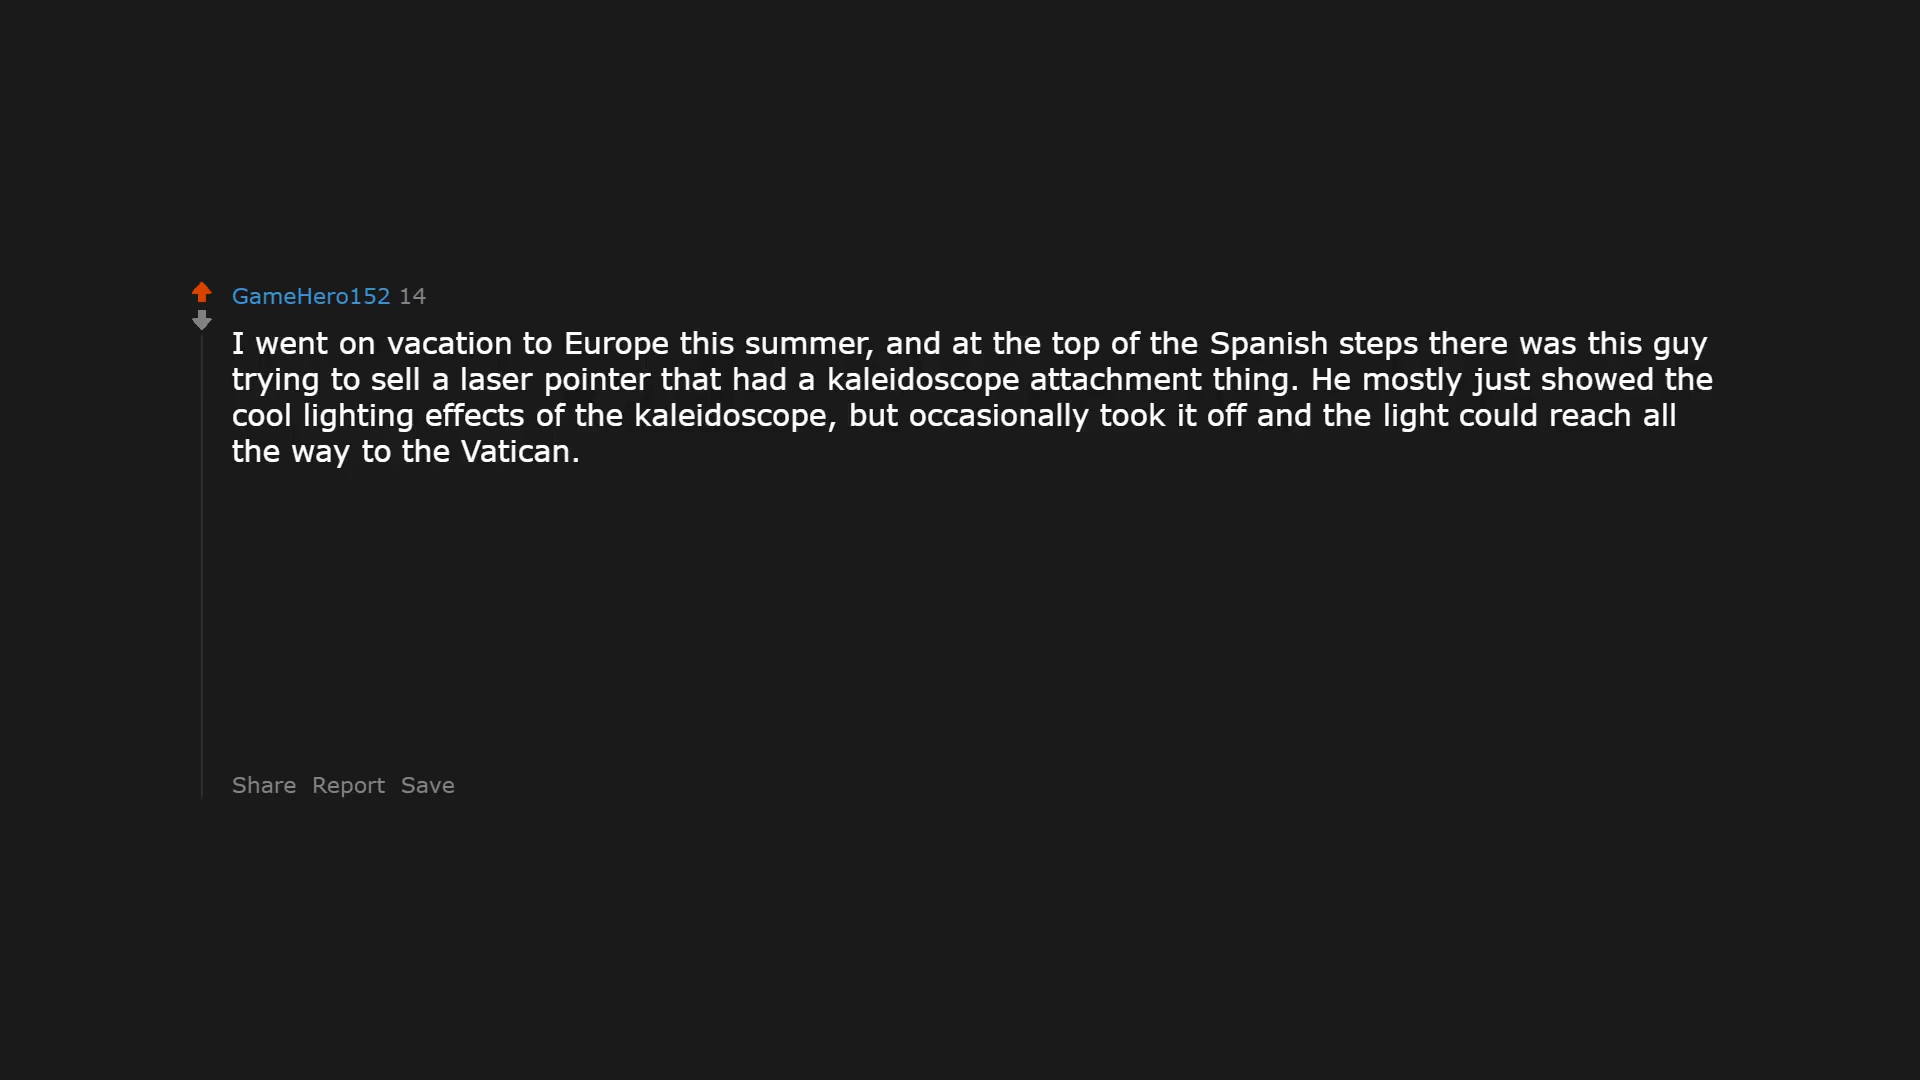 GameHero152 14
I went on vacation to Europe this summer, and at the top of the Spanish steps there was this guy
trying to sell a laser pointer that had a kaleidoscope attachment thing. He mostly just showed the
cool lighting effects of the kaleidoscope, but occasionally took it off and the light could reach all
the way to the Vatican.
Share Report Save